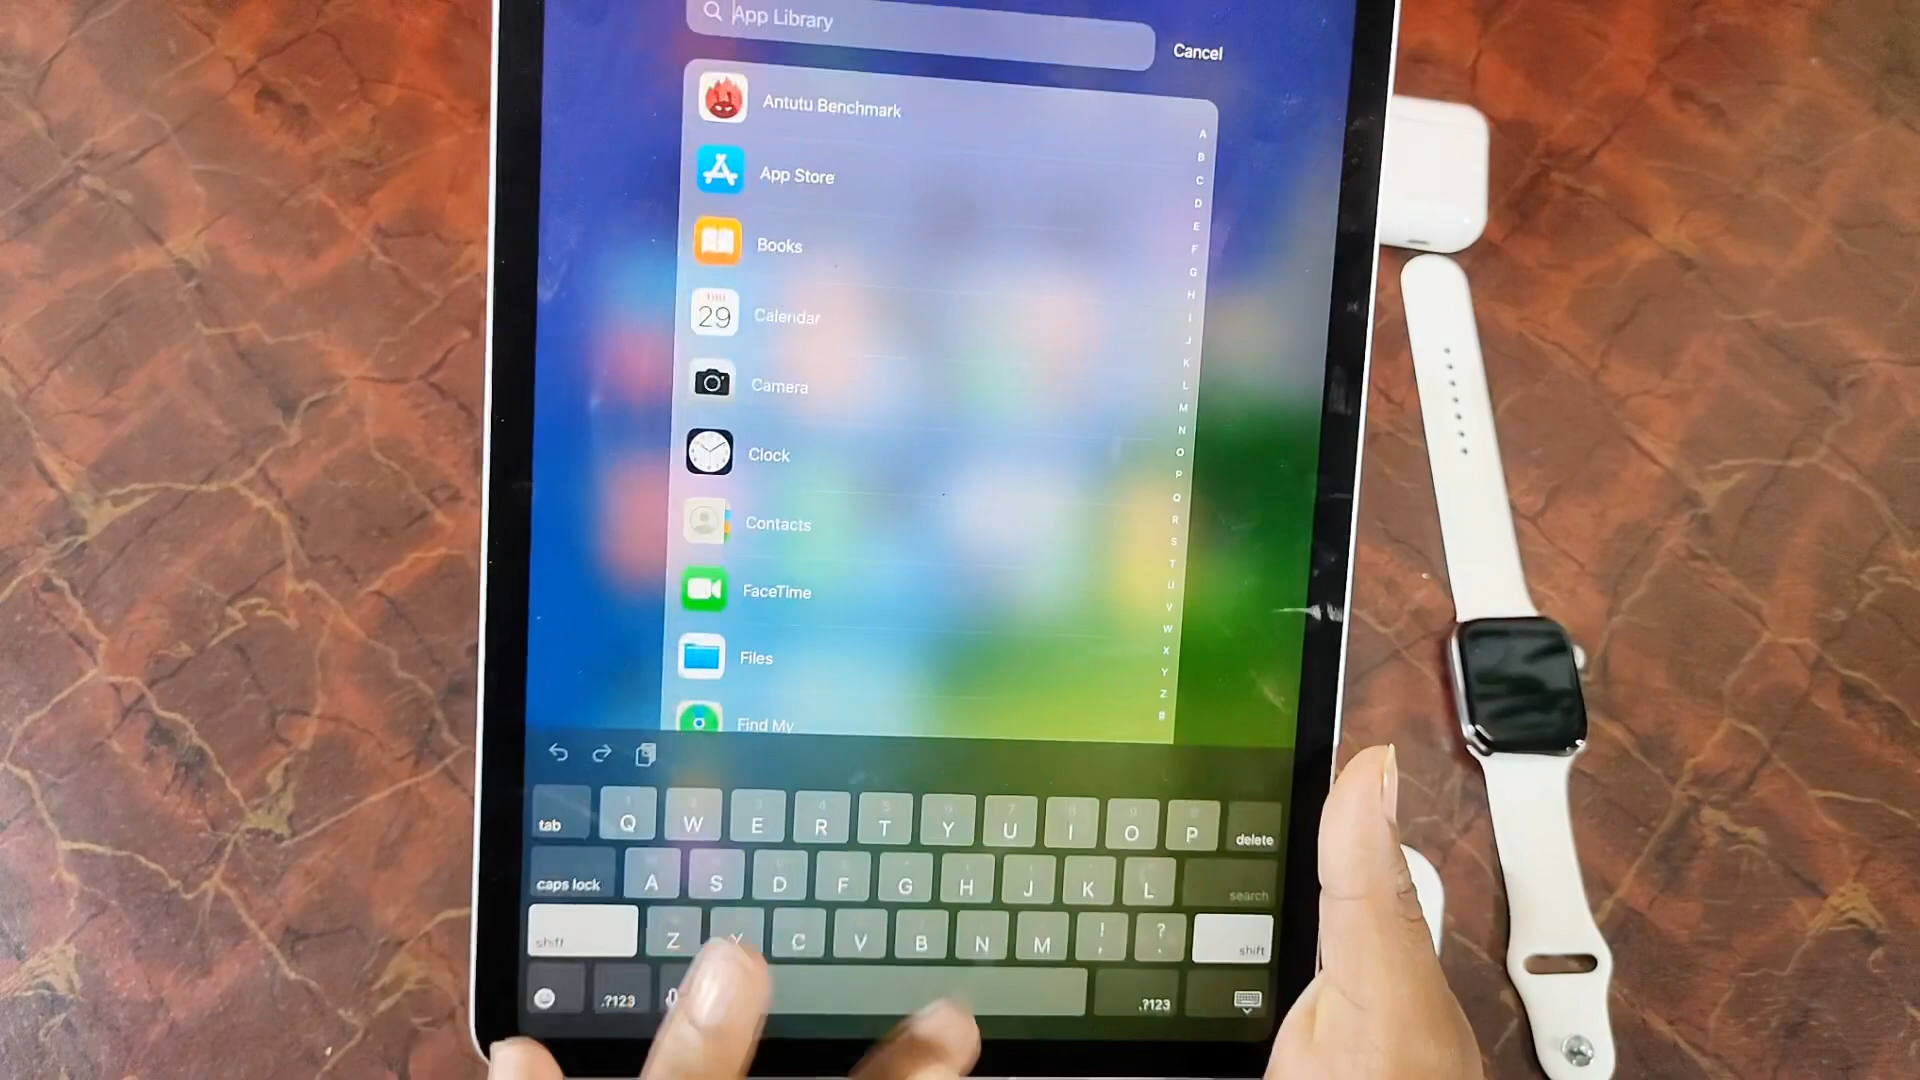 App Library
Cancel
Antutu Benchmark
App Store
Books
THU
29
Calendar
Camera
Clock
Contacts
FaceTime
Files
Find My
A
B
C
D
E
F
G
H
I
J
K
L
M
N
O
P
Q
R
S
T
U
V
W
X
Y
Z
#
tab Q W E R T Y U I O P delete
caps lock A S D F G H J K L search
shift Z X C V B N M ! , ? . shift
.?123 .?123